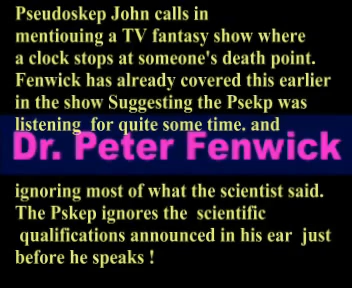 Pseudoskep John calls in
mentiouing a TV fantasy show where
a clock stops at someone's death point.
Fenwick has already covered this earlier
in the show Suggesting the Psekp was
listening for quite some time. and
Dr. Peter Fenwick
ignoring most of what the scientist said.
The Pskep ignores the scientific
qualifications announced in his ear just
before he speaks !